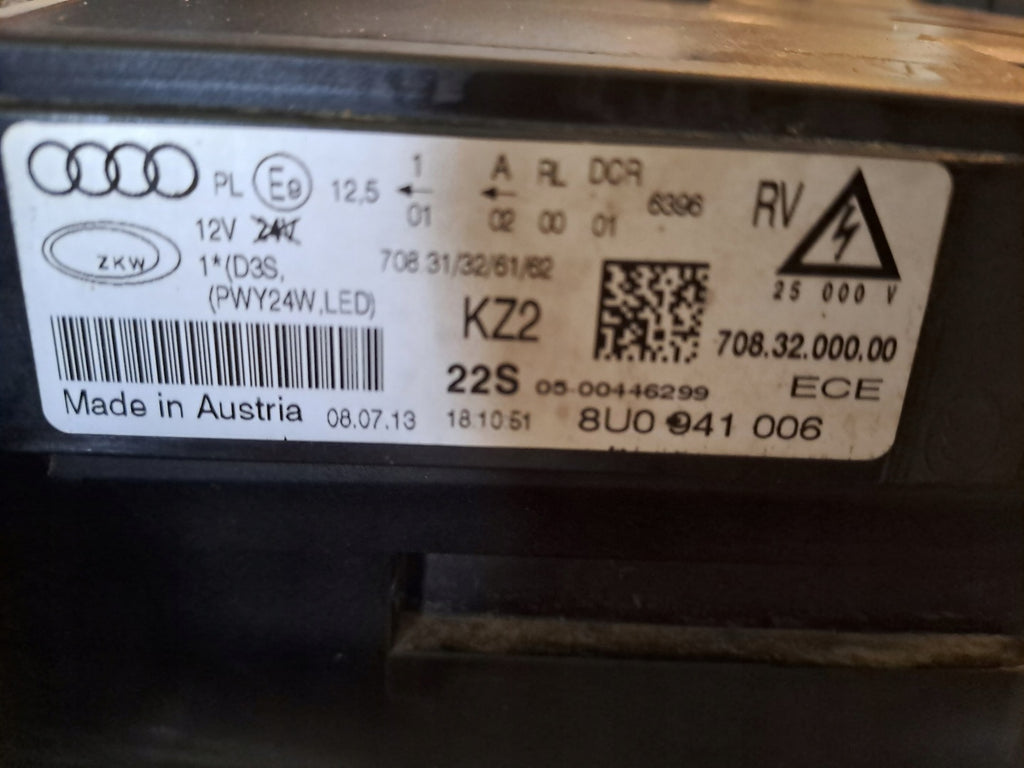 PL E8 12,5 1 A RL DCR RV
01 02 00 01 6396
12V 24V
ZKW
1*(D3S,
(PWY24W,LED)
708.31/32/61/62
25 000 V
KZ2
708.32.000.00
22S 05 00446299 ECE
Made in Austria 08.07.13 18:10:51 8U0 941 006